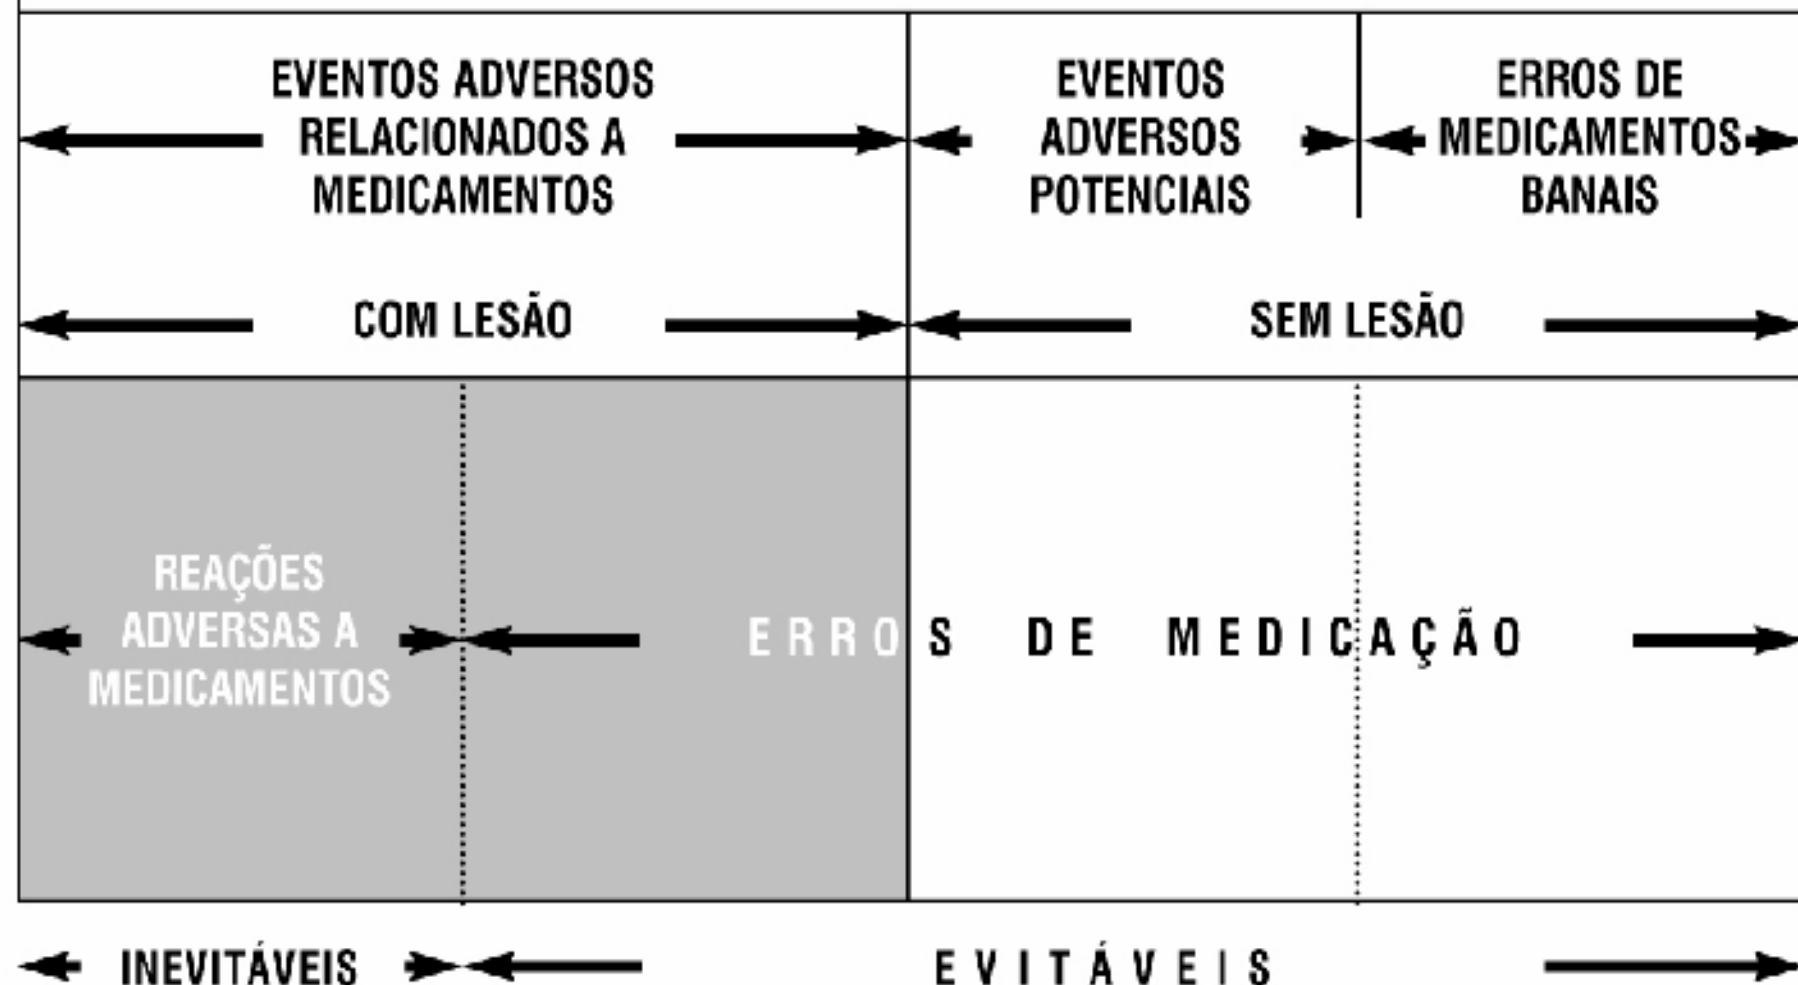 EVENTOS ADVERSOS
RELACIONADOS A
MEDICAMENTOS
EVENTOS
ADVERSOS
POTENCIAIS
ERROS DE
MEDICAMENTOS
BANAIS
COM LESÃO
SEM LESÃO
REAÇÕES
ADVERSAS A
MEDICAMENTOS
ERROS DE MEDICAÇÃO
INEVITÁVEIS
EVITÁVEIS